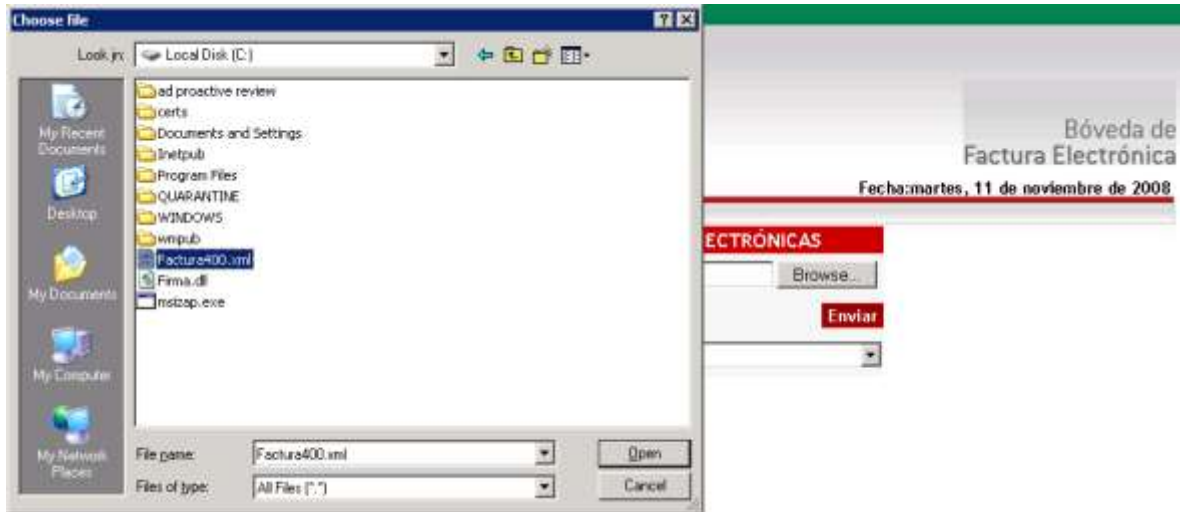 Choose file
Look in:
Local Disk (C:)
My Recent
Documents
Desktop
My Documents
My Computer
My Network
Places
ad proactive review
certs
Documents and Settings
Inetpub
Program Files
QUARANTINE
WINDOWS
wmpub
Factura400.xml
Firma.dll
msizap.exe
File name:
Factura400.xml
Open
Files of type:
All Files (*.*)
Cancel
Bóveda de
Factura Electrónica
Fecha:martes, 11 de noviembre de 2008
ECTRÓNICAS
Browse...
Enviar